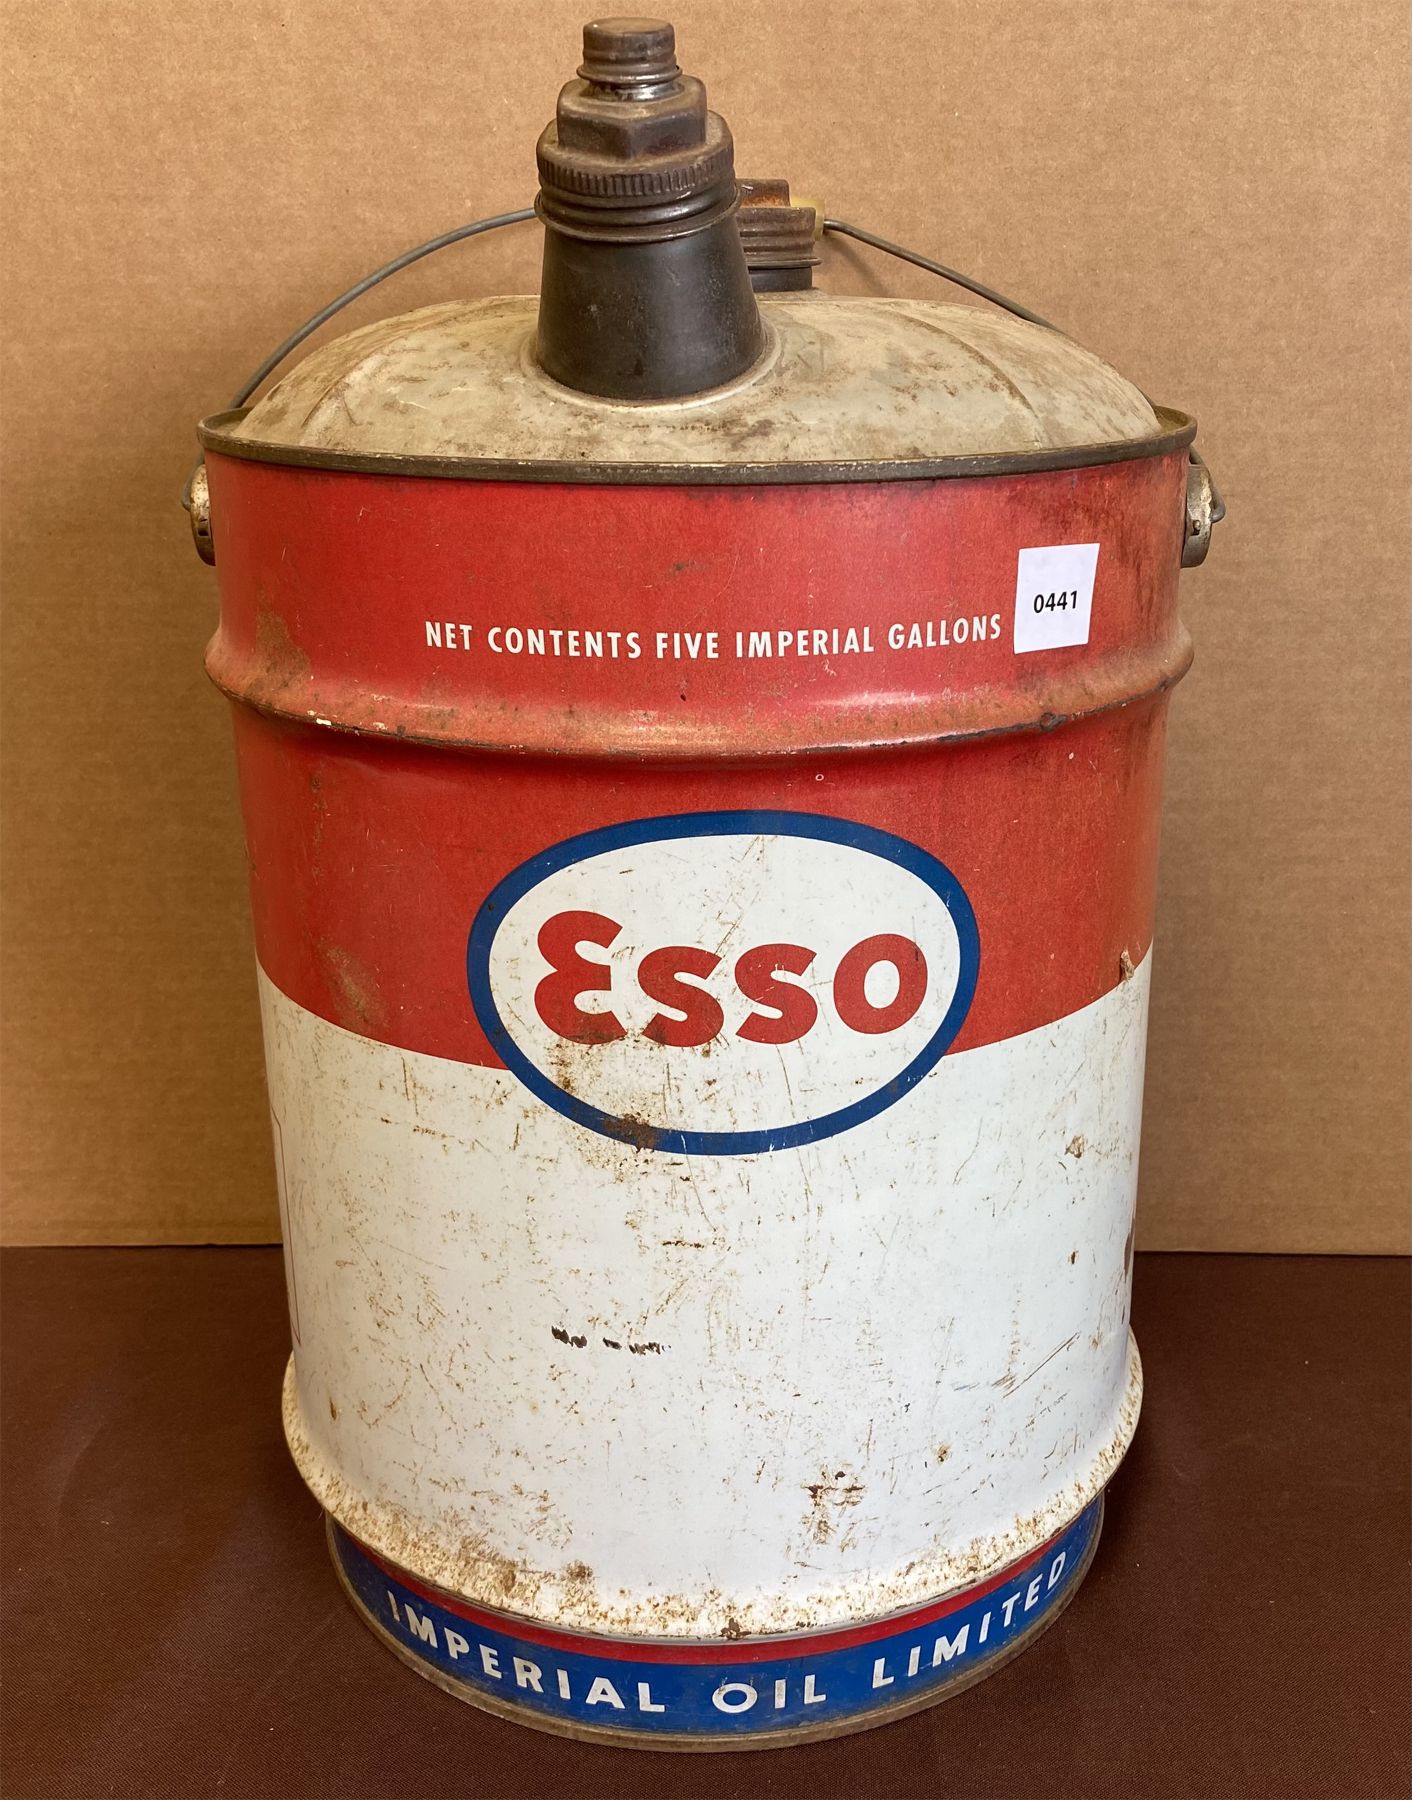 NET CONTENTS FIVE IMPERIAL GALLONS
0441
Esso
IMPERIAL OIL LIMITED